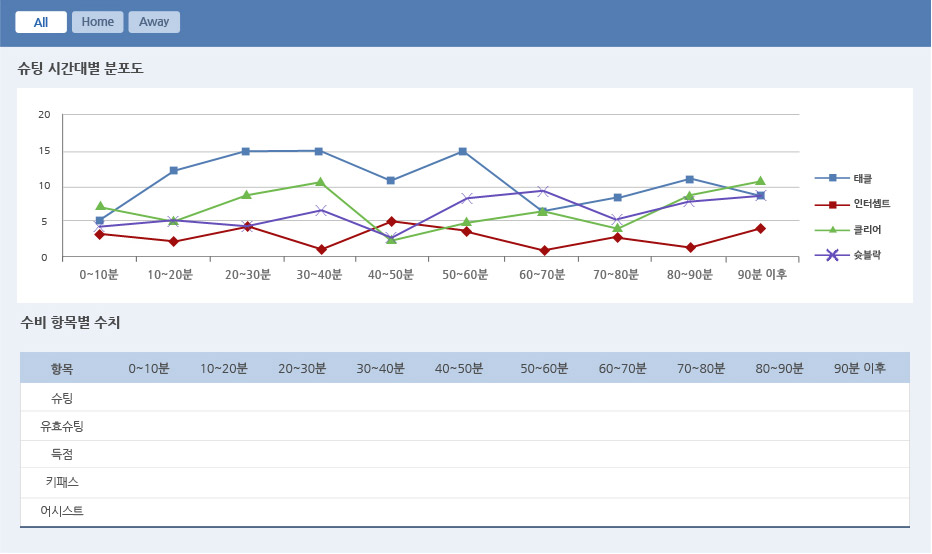 All Home Away
슈팅 시간대별 분포도
20
15
10
5
0
0~10분 10~20분 20~30분 30~40분 40~50분 50~60분 60~70분 70~80분 80~90분 90분 이후
태클
인터셉트
클리어
슛블락
수비 항목별 수치
항목 0~10분 10~20분 20~30분 30~40분 40~50분 50~60분 60~70분 70~80분 80~90분 90분 이후
슈팅
유효슈팅
득점
키패스
어시스트